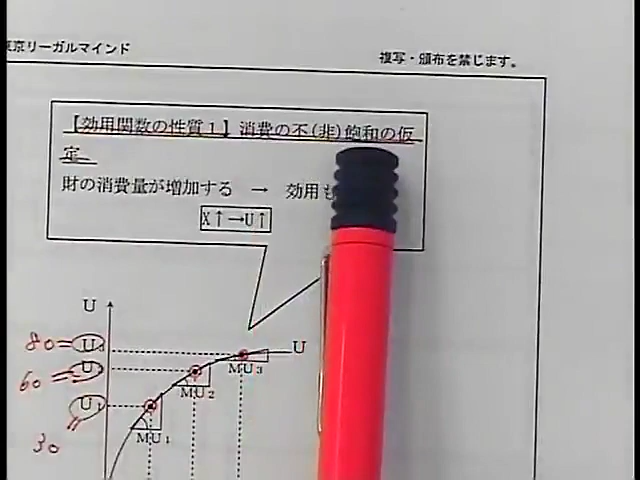 東京リーガルマインド
複写・頒布を禁じます。
【効用関数の性質1】消費の不(非)飽和の仮
定
財の消費量が増加する → 効用も
X↑→U↑
U
80=U
U
60=
MU3
MU2
U1
MU1
30